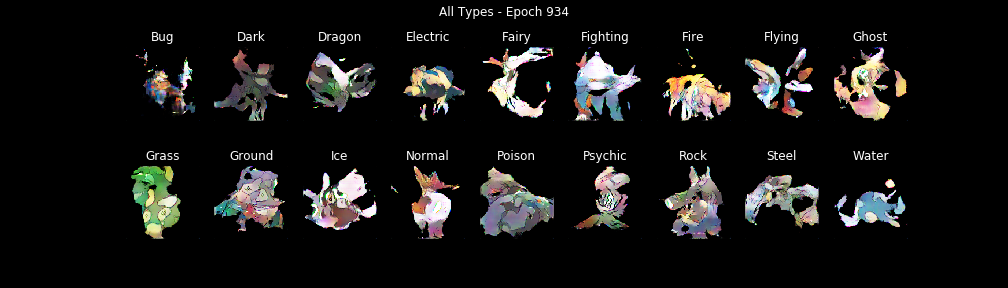 All Types - Epoch 934
Bug Dark Dragon Electric Fairy Fighting Fire Flying Ghost
Grass Ground Ice Normal Poison Psychic Rock Steel Water